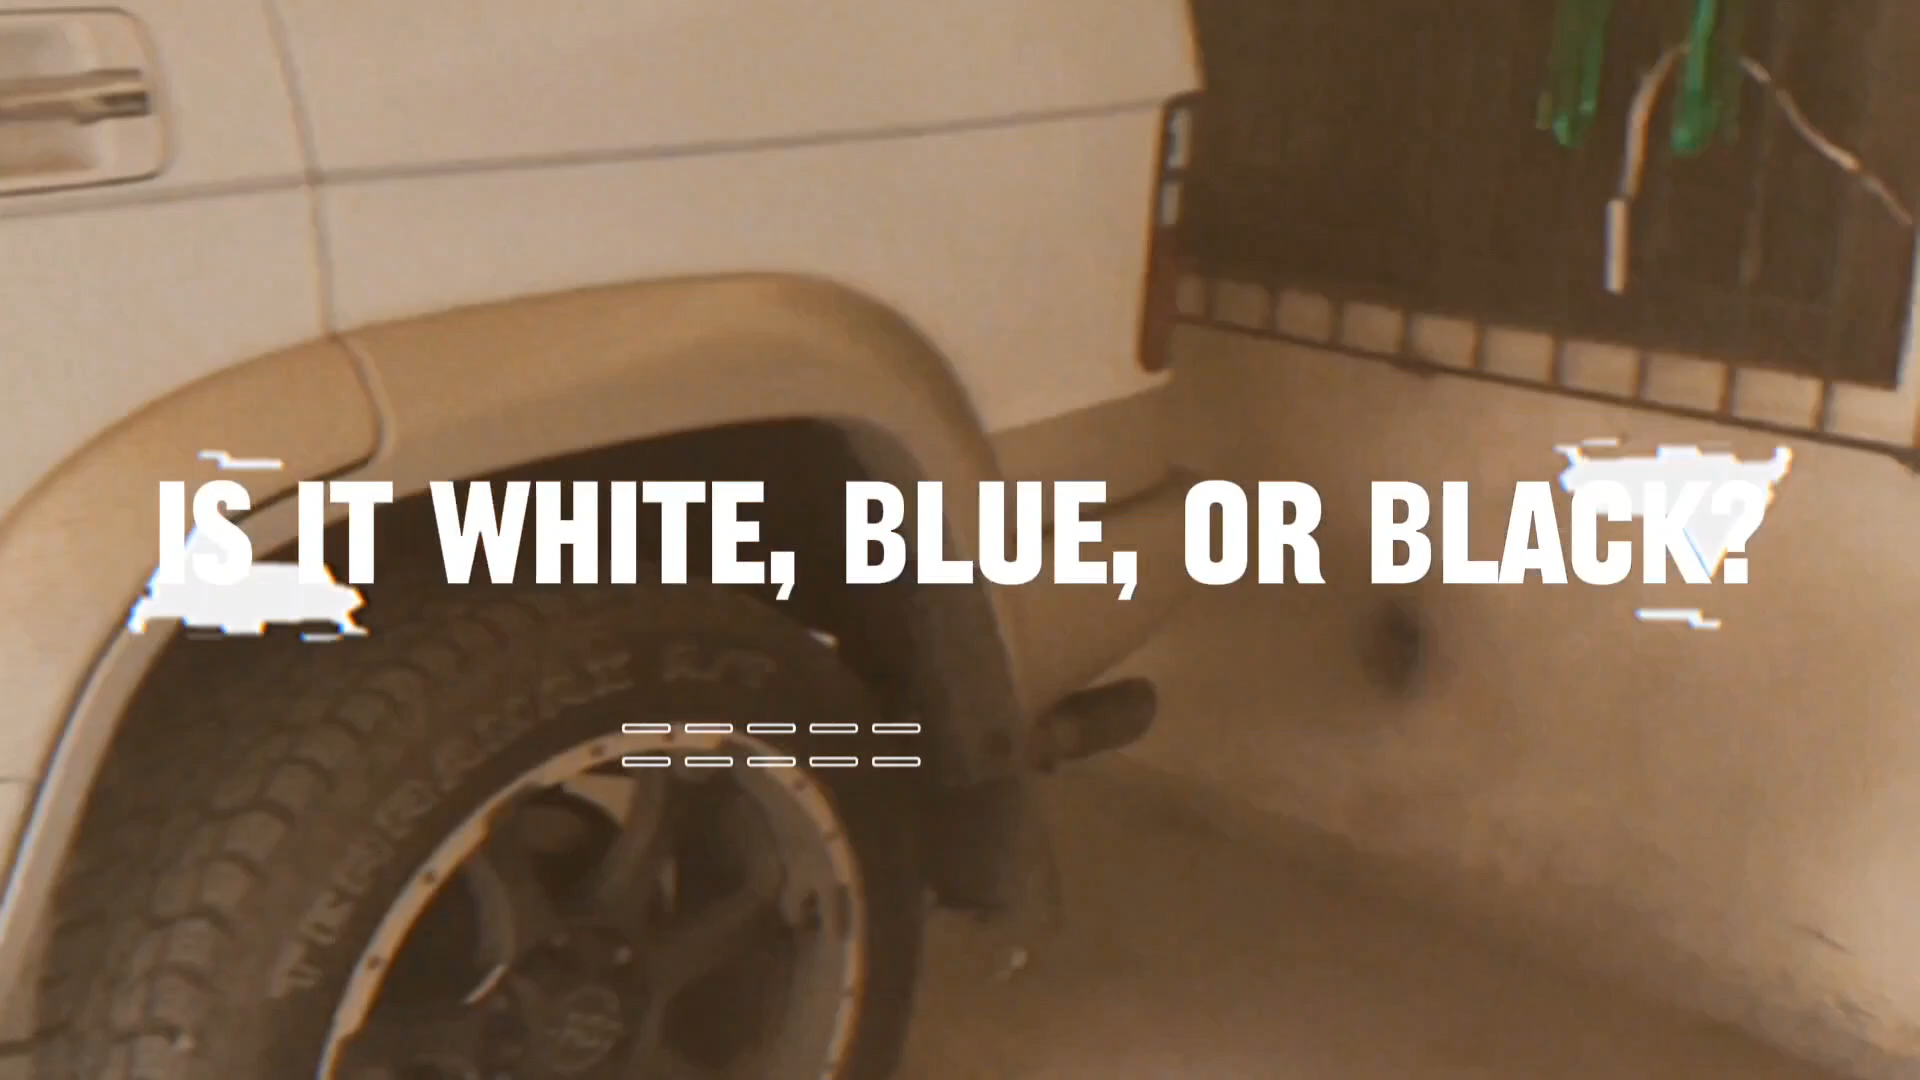 IS IT WHITE, BLUE, OR BLACK?